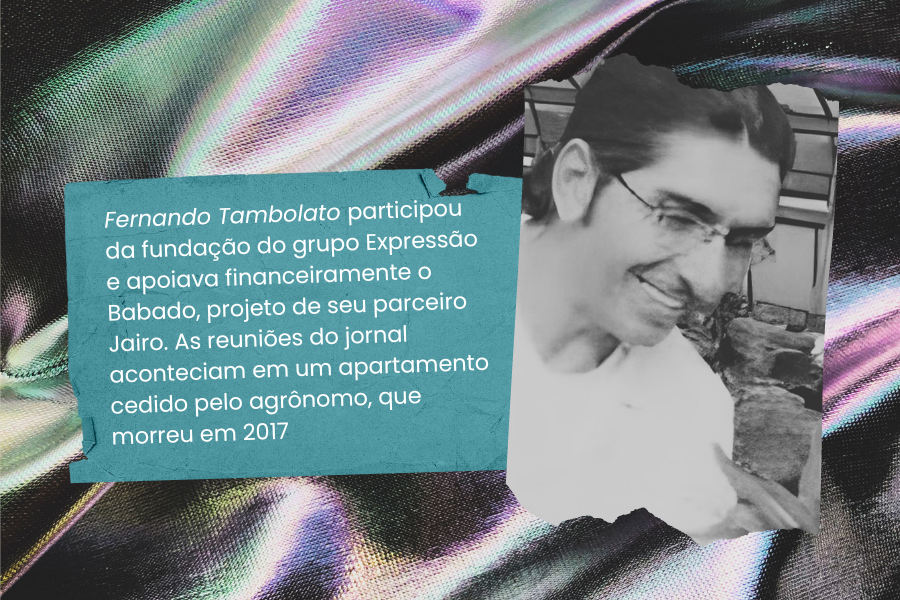 Fernando Tambolato participou
da fundação do grupo Expressão
e apoiava financeiramente o
Babado, projeto de seu parceiro
Jairo. As reuniões do jornal
aconteciam em um apartamento
cedido pelo agrônomo, que
morreu em 2017